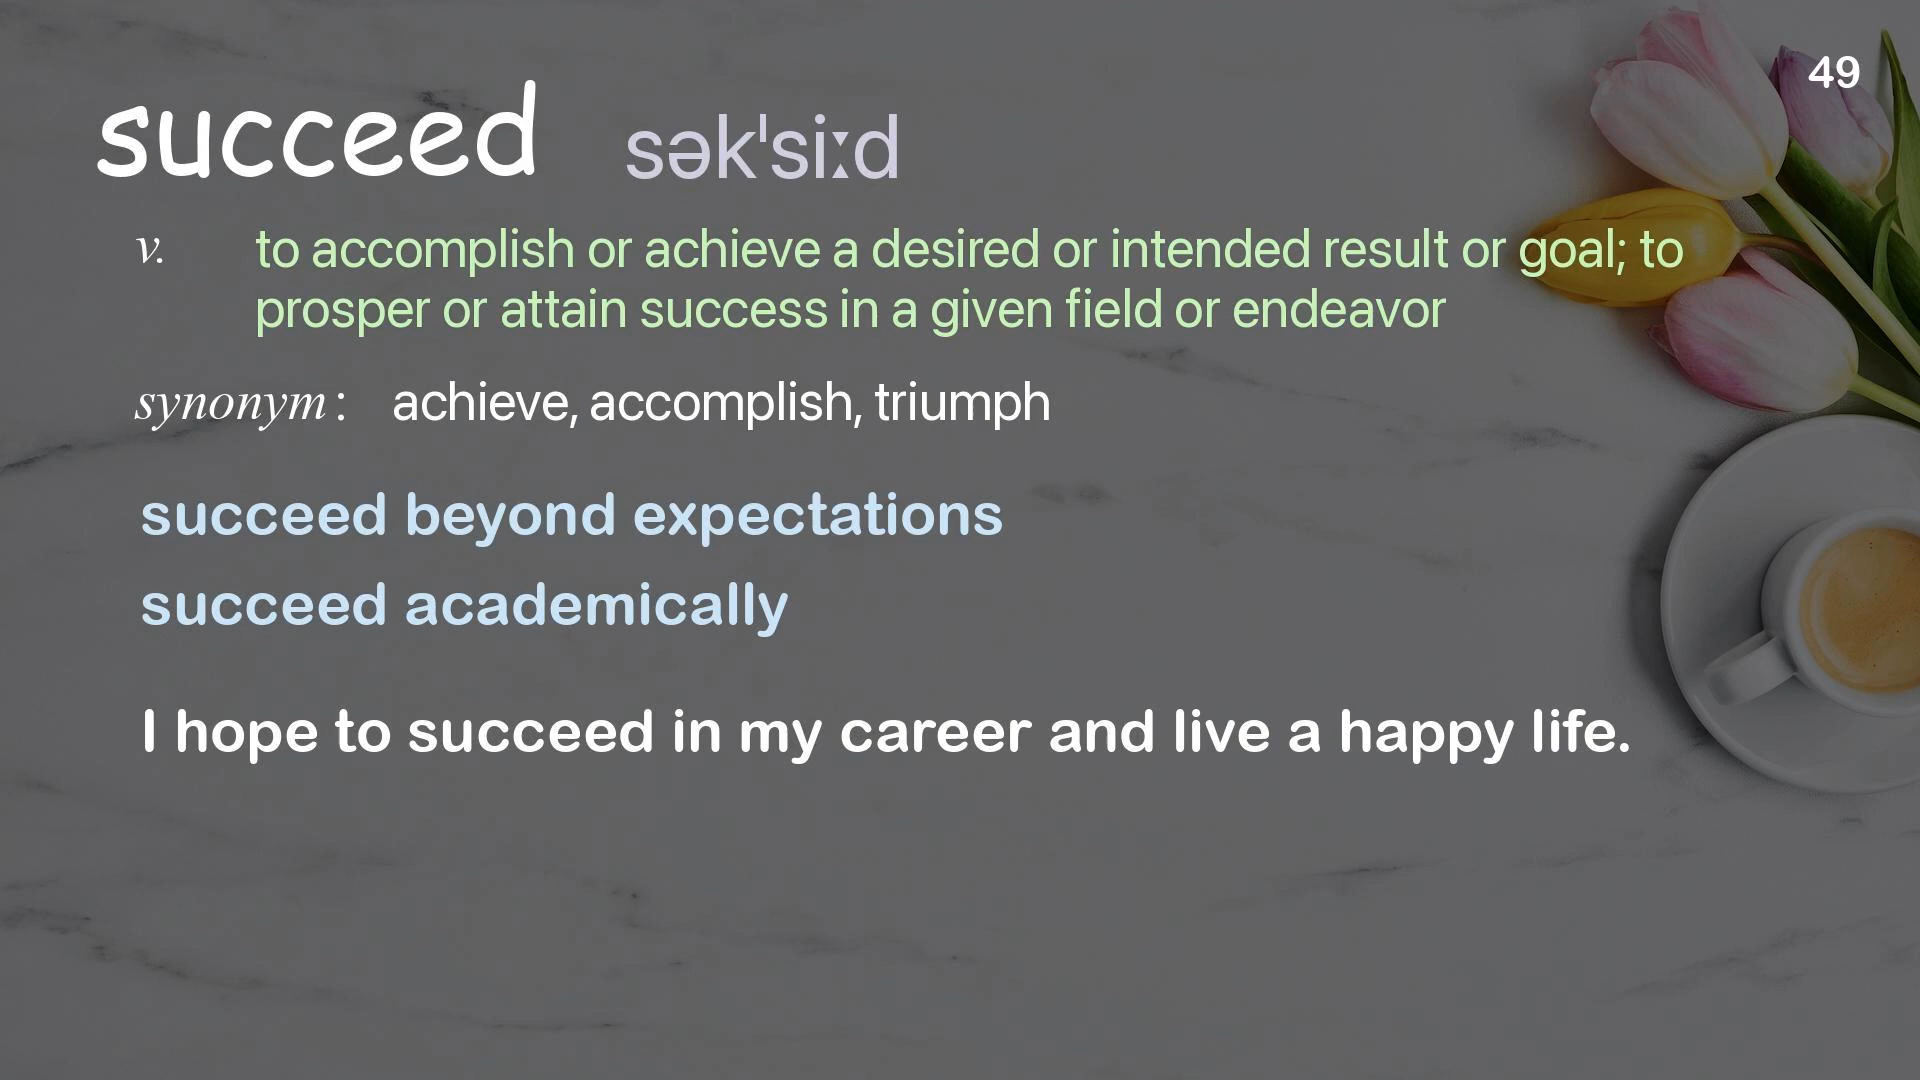 49
succeed səkˈsiːd
v. to accomplish or achieve a desired or intended result or goal; to
prosper or attain success in a given field or endeavor
synonym: achieve, accomplish, triumph
succeed beyond expectations
succeed academically
I hope to succeed in my career and live a happy life.